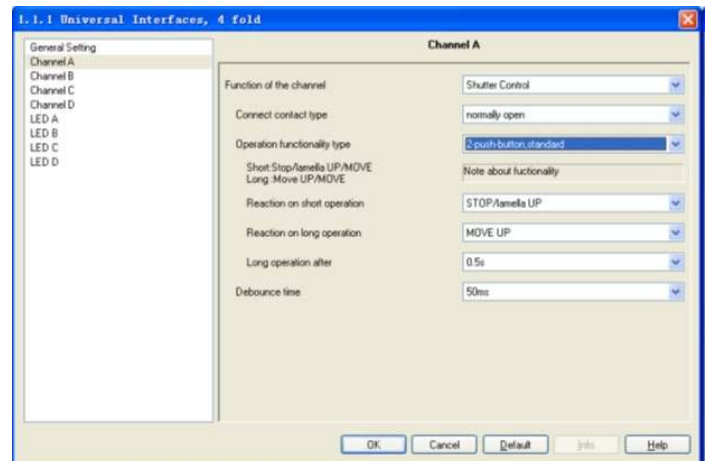 1.1.1 Universal Interfaces, 4 fold
General Setting
Channel A
Channel B
Channel C
Channel D
LED A
LED B
LED C
LED D
Channel A
Function of the channel Shutter Control
Connect contact type normally open
Operation functionality type 2-push-button,standard
Short:Stop/lamella UP/MOVE
Long :Move UP/MOVE
Note about fuctionality
Reaction on short operation STOP/lamella UP
Reaction on long operation MOVE UP
Long operation after 0.5s
Debounce time 50ms
OK Cancel Default Info Help